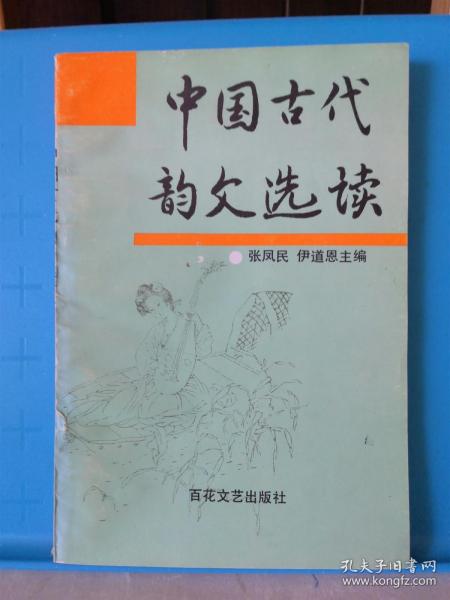 中国古代
韵文选读
张凤民 伊道恩主编
百花文艺出版社
孔夫子旧书网
www.kongfz.com